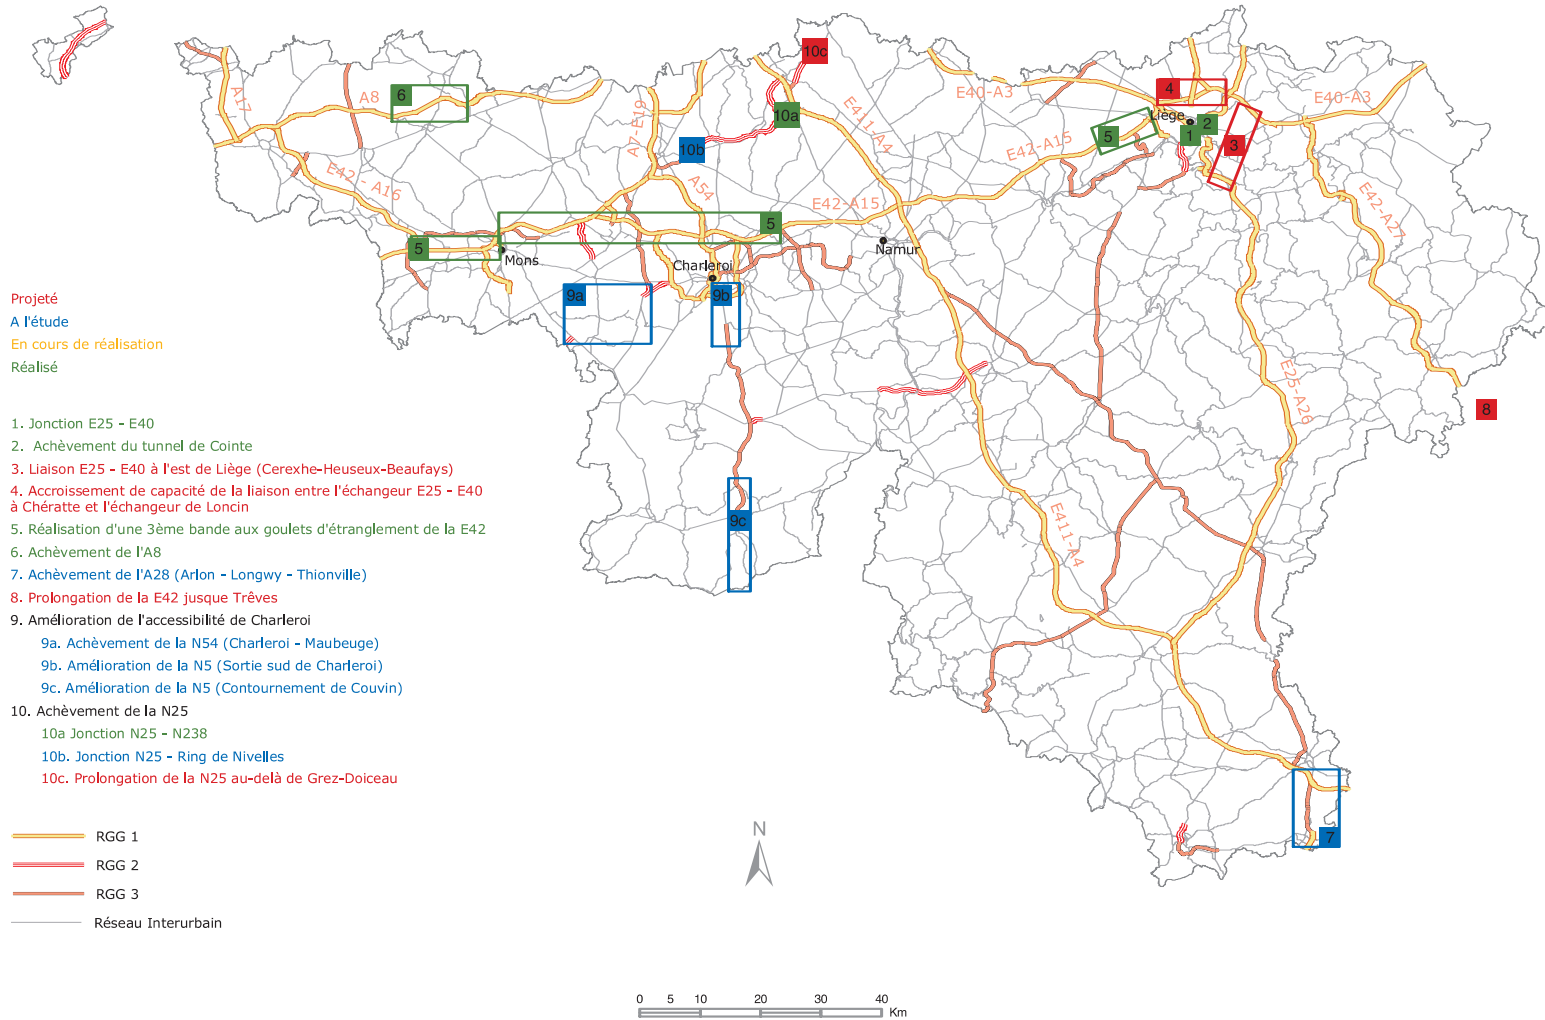 10c
6
A8
A17
10a
10b
A7-E19
E411-A4
E40-A3
4
Liège
2
1
3
5
E40-A3
E42-A15
E42 - A16
A54
E42-A15
E42-A27
5
5
Mons
Charleroi
Namur
9a
9b
E25-A26
8
9c
E411-A4
7
Projeté
A l'étude
En cours de réalisation
Réalisé
1. Jonction E25 - E40
2. Achèvement du tunnel de Cointe
3. Liaison E25 - E40 à l'est de Liège (Cerexhe-Heuseux-Beaufays)
4. Accroissement de capacité de la liaison entre l'échangeur E25 - E40
à Chératte et l'échangeur de Loncin
5. Réalisation d'une 3ème bande aux goulets d'étranglement de la E42
6. Achèvement de l'A8
7. Achèvement de l'A28 (Arlon - Longwy - Thionville)
8. Prolongation de la E42 jusque Trêves
9. Amélioration de l'accessibilité de Charleroi
9a. Achèvement de la N54 (Charleroi - Maubeuge)
9b. Amélioration de la N5 (Sortie sud de Charleroi)
9c. Amélioration de la N5 (Contournement de Couvin)
10. Achèvement de la N25
10a Jonction N25 - N238
10b. Jonction N25 - Ring de Nivelles
10c. Prolongation de la N25 au-delà de Grez-Doiceau
RGG 1
RGG 2
RGG 3
Réseau Interurbain
N
0 5 10 20 30 40
Km